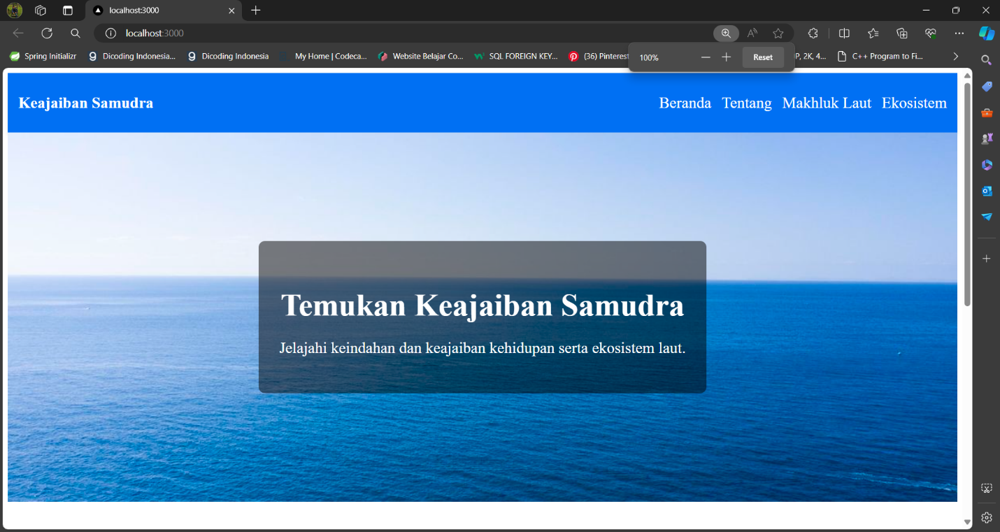 localhost:3000
localhost:3000
Spring Initializr
Dicoding Indonesia...
Dicoding Indonesia
My Home | Codeca...
Website Belajar Co...
SQL FOREIGN KEY...
(36) Pinterest
P, 2K, 4...
C++ Program to Fi...
100%
Reset
Keajaiban Samudra
Beranda Tentang Makhluk Laut Ekosistem
Temukan Keajaiban Samudra
Jelajahi keindahan dan keajaiban kehidupan serta ekosistem laut.